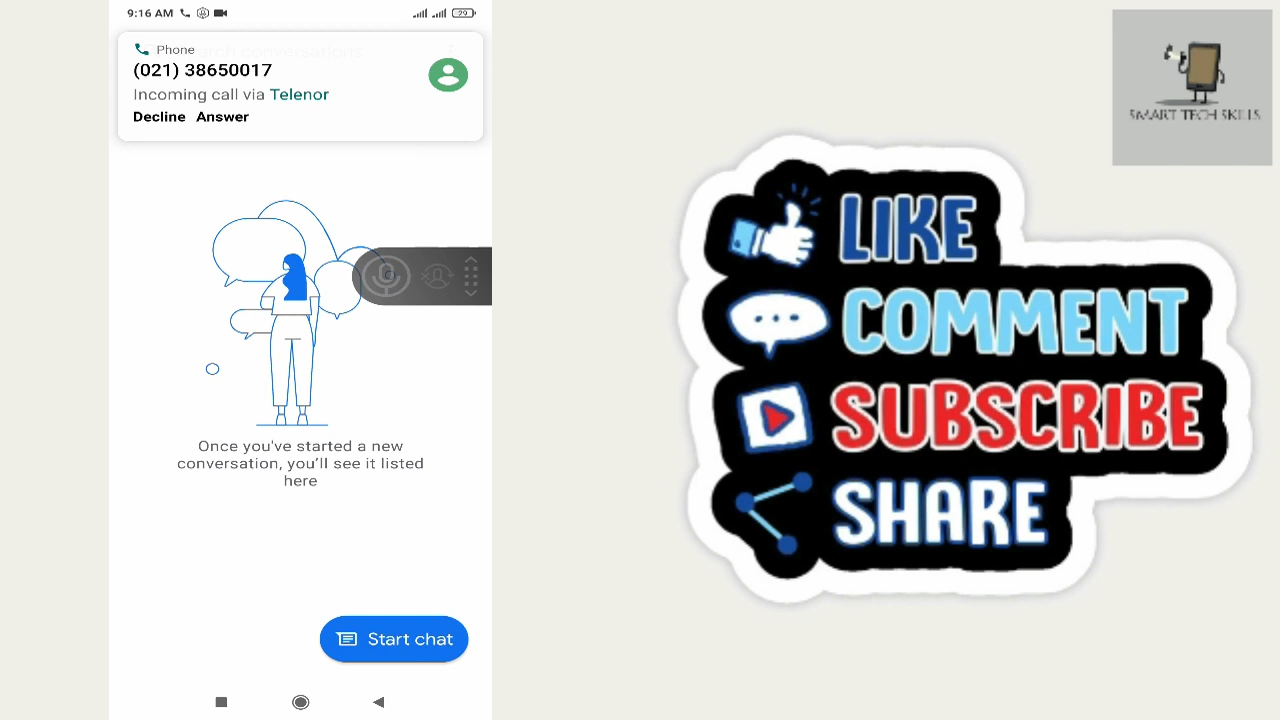 9:16 AM
29
Phone
(021) 38650017
Incoming call via Telenor
Decline Answer
Once you've started a new
conversation, you'll see it listed
here
Start chat
LIKE
COMMENT
SUBSCRIBE
SHARE
SMART TECH SKILLS